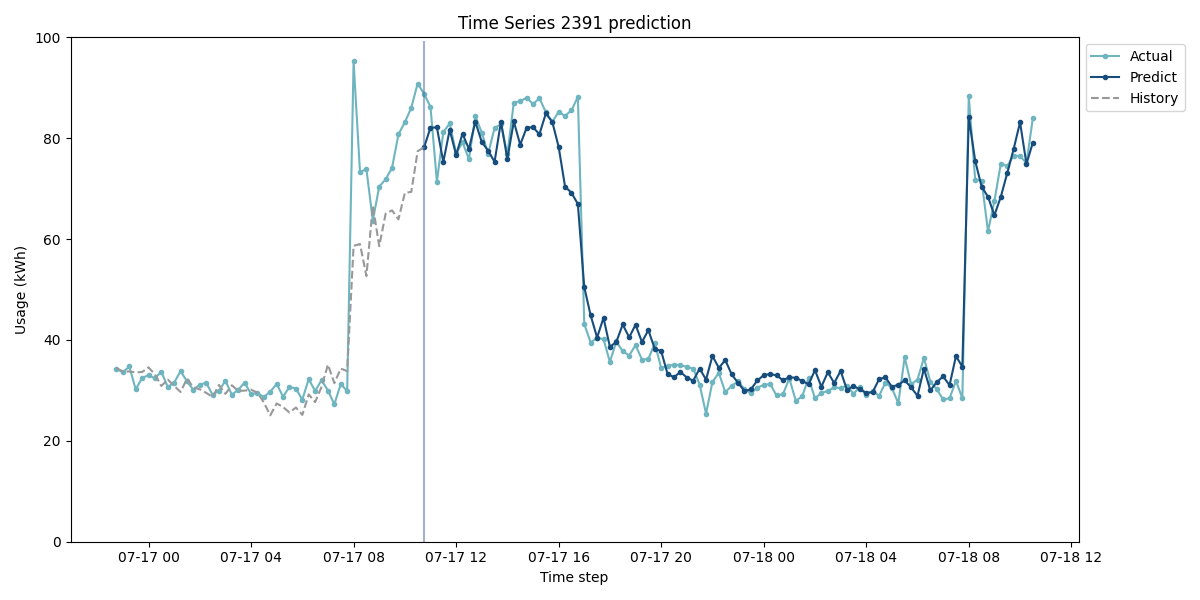 Time Series 2391 prediction
Usage (kWh)
100
80
60
40
20
0
07-17 00
07-17 04
07-17 08
07-17 12
07-17 16
07-17 20
07-18 00
07-18 04
07-18 08
07-18 12
Time step
Actual
Predict
History